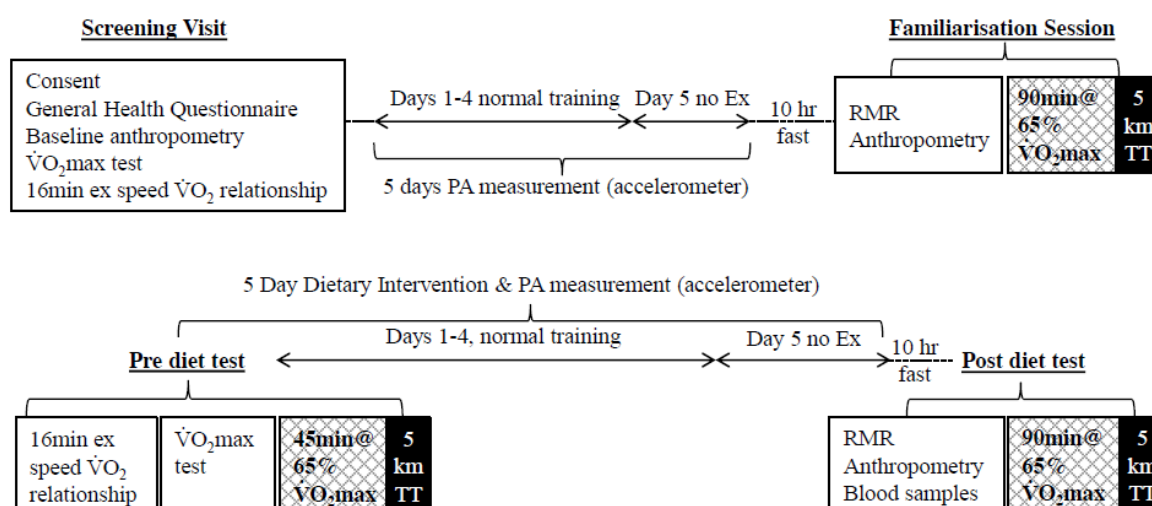 Screening Visit
Consent
General Health Questionnaire
Baseline anthropometry
V̇O₂max test
16min ex speed V̇O₂ relationship
Days 1-4 normal training
Day 5 no Ex
5 days PA measurement (accelerometer)
10 hr
fast
Familiarisation Session
RMR
Anthropometry
90min@
65%
V̇O₂max
5
km
TT
5 Day Dietary Intervention & PA measurement (accelerometer)
Days 1-4, normal training
Day 5 no Ex
10 hr
fast
Pre diet test
16min ex
speed V̇O₂
relationship
V̇O₂max
test
45min@
65%
V̇O₂max
5
km
TT
Post diet test
RMR
Anthropometry
Blood samples
90min@
65%
V̇O₂max
5
km
TT